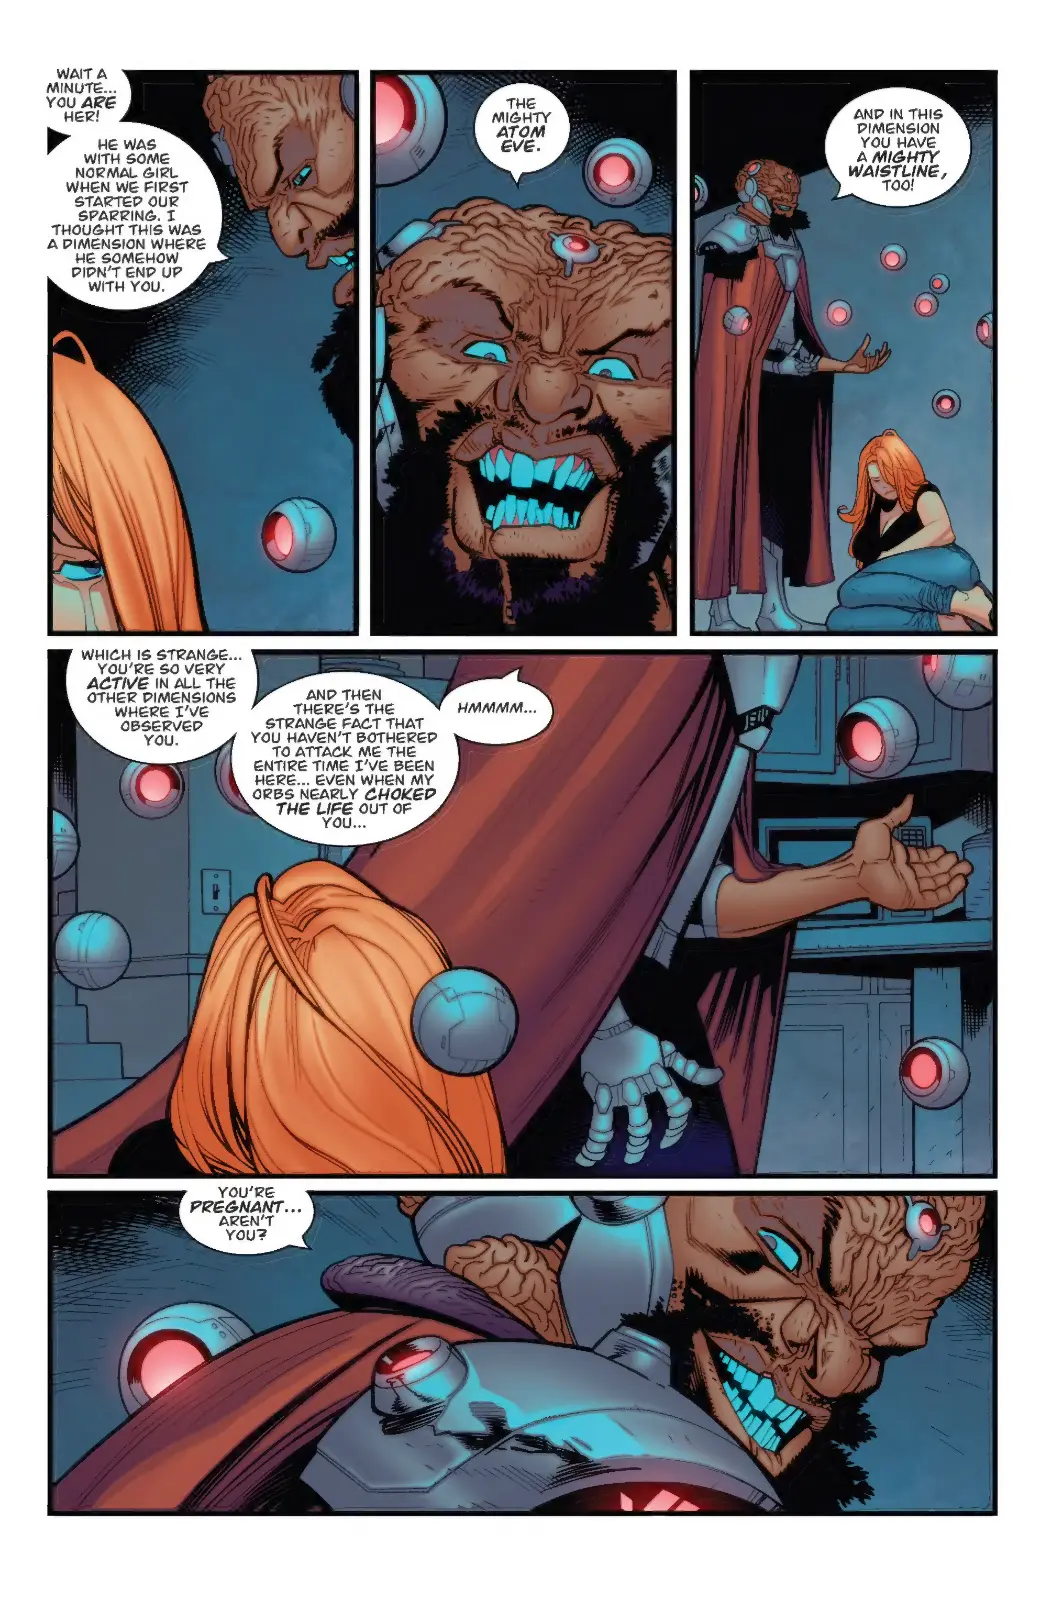 WAIT A
MINUTE...
YOU ARE
HER!
HE WAS
WITH SOME
NORMAL GIRL
WHEN WE FIRST
STARTED OUR
SPARRING. I
THOUGHT THIS WAS
A DIMENSION WHERE
HE SOMEHOW
DIDN'T END UP
WITH YOU.
THE
MIGHTY
ATOM
EVE.
AND IN THIS
DIMENSION
YOU HAVE
A MIGHTY
WAISTLINE,
TOO!
WHICH IS STRANGE...
YOU'RE SO VERY
ACTIVE IN ALL THE
OTHER DIMENSIONS
WHERE I'VE
OBSERVED
YOU.
AND THEN
THERE'S THE
STRANGE FACT THAT
YOU HAVEN'T BOTHERED
TO ATTACK ME THE
ENTIRE TIME I'VE BEEN
HERE... EVEN WHEN MY
ORBS NEARLY CHOKED
THE LIFE OUT OF
YOU...
HMMMM...
YOU'RE
PREGNANT...
AREN'T
YOU?